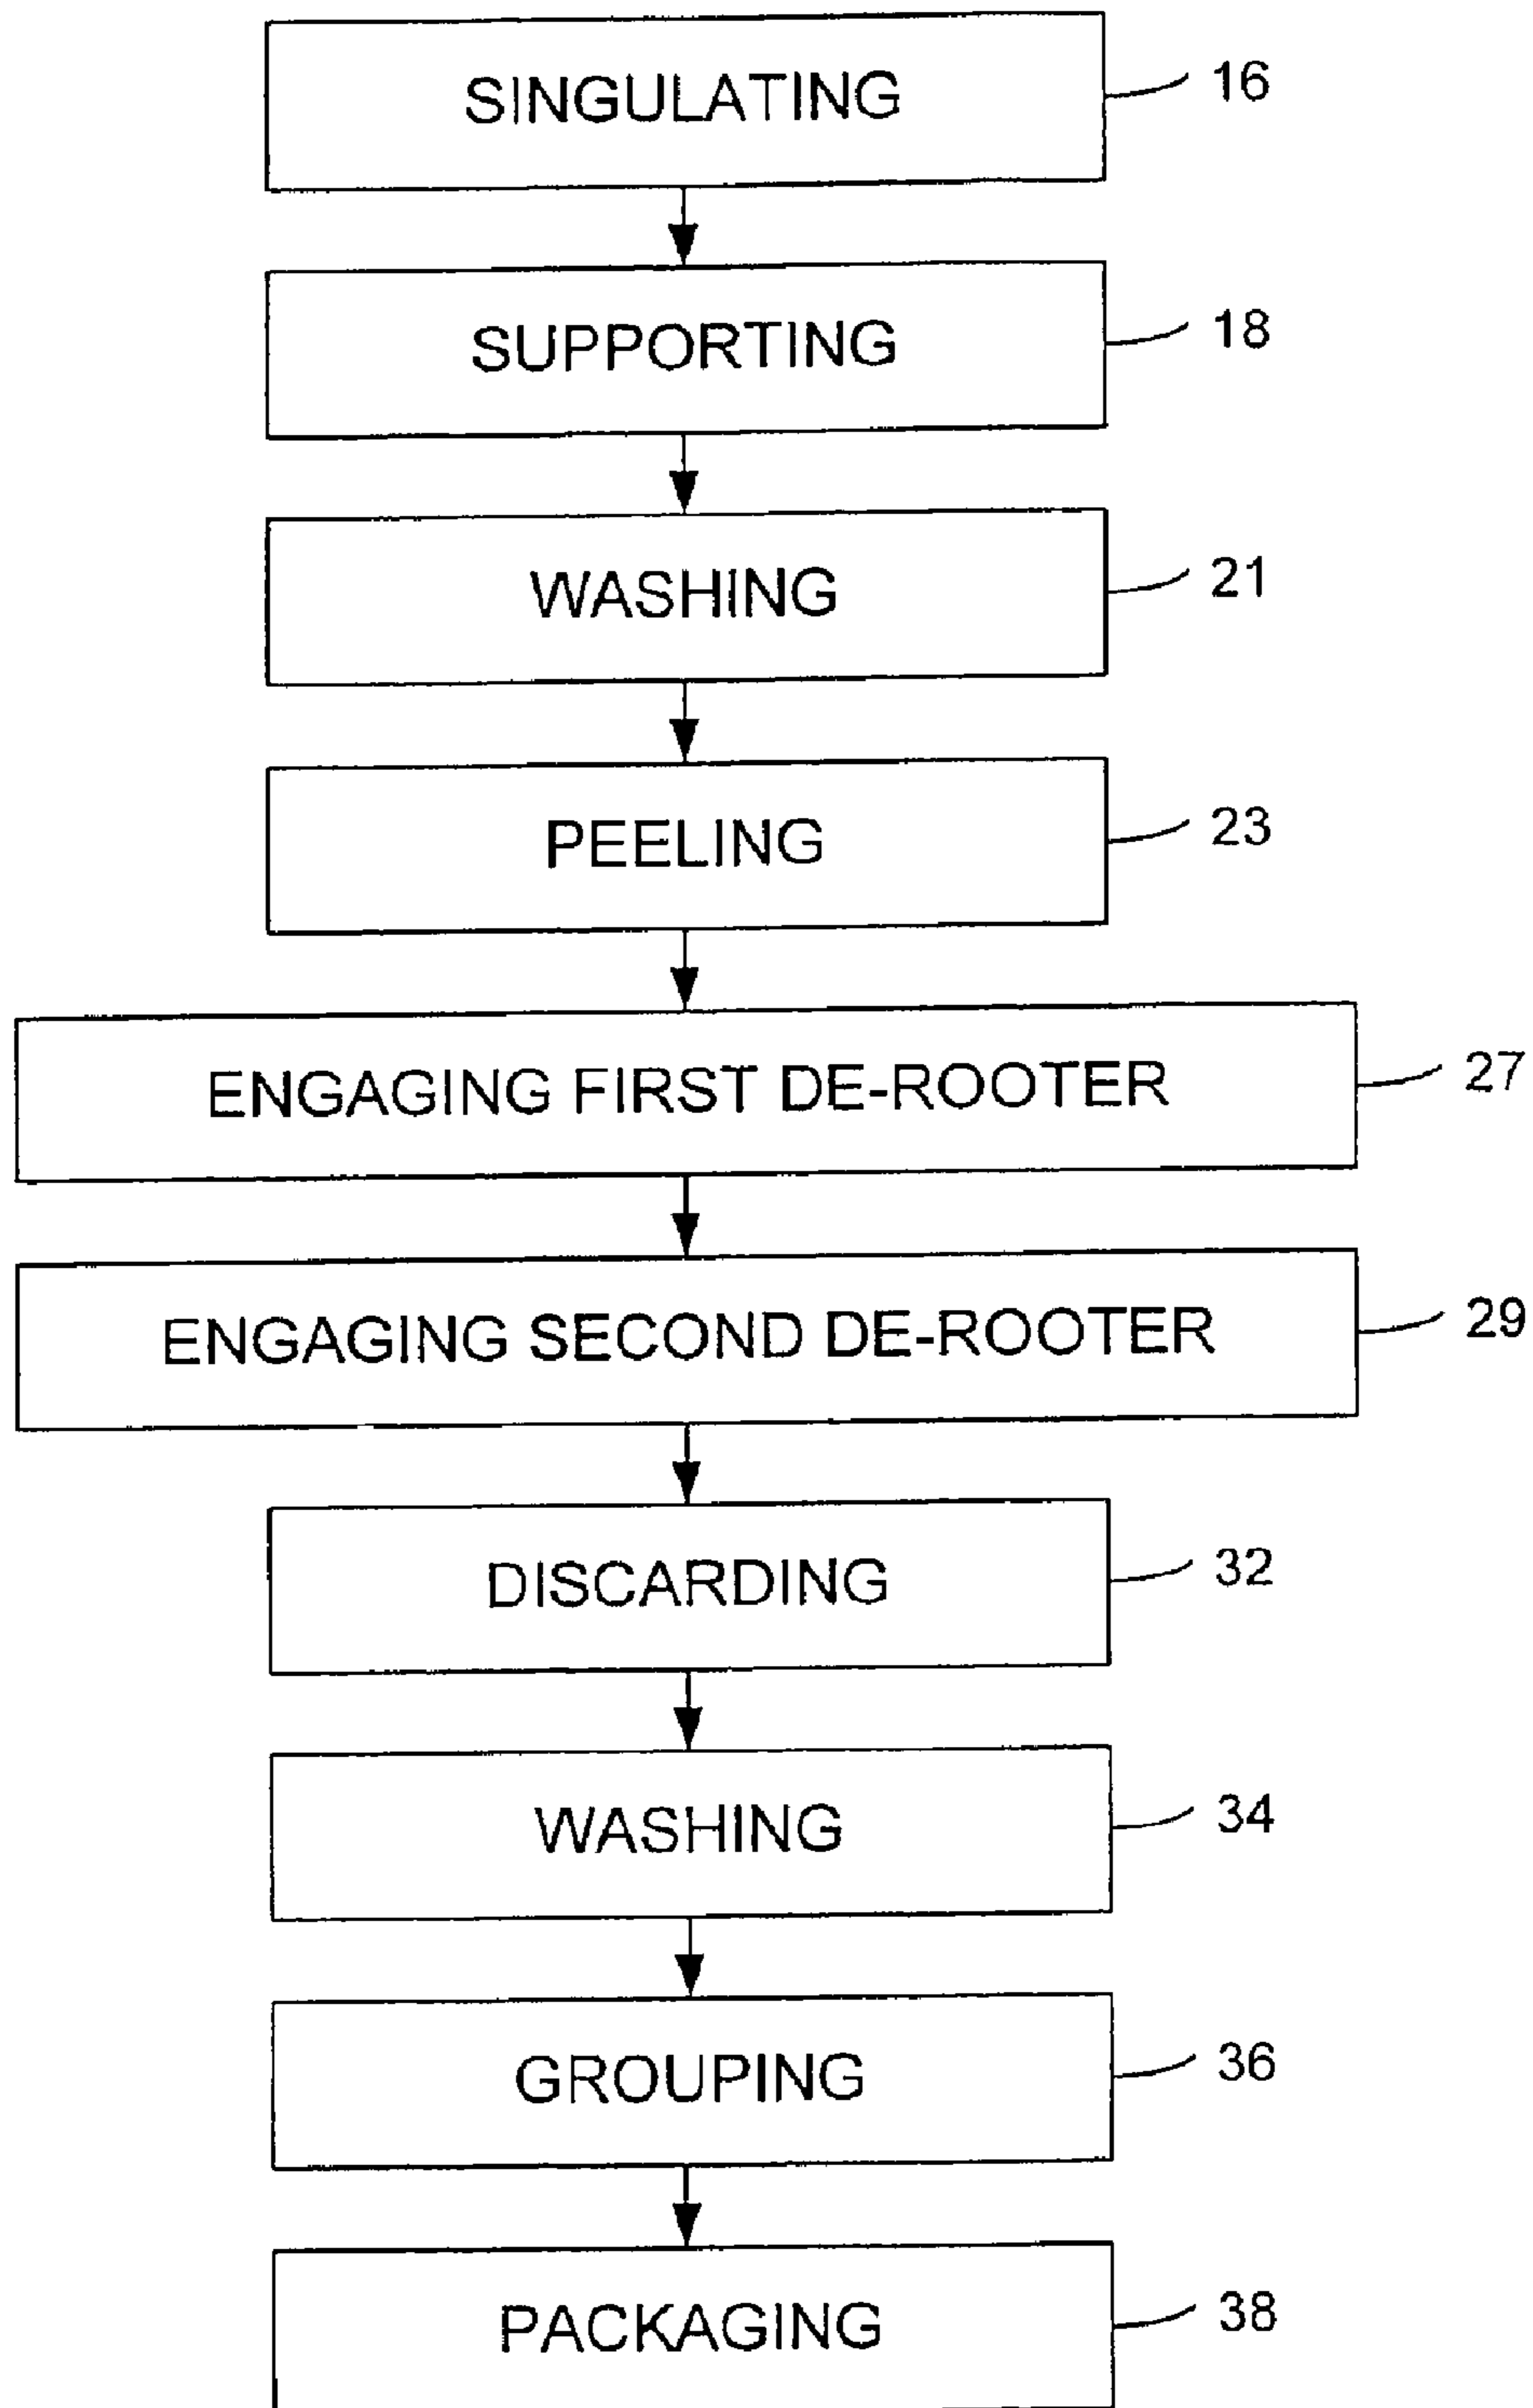 SINGULATING 16
SUPPORTING 18
WASHING 21
PEELING 23
ENGAGING FIRST DE-ROOTER 27
ENGAGING SECOND DE-ROOTER 29
DISCARDING 32
WASHING 34
GROUPING 36
PACKAGING 38